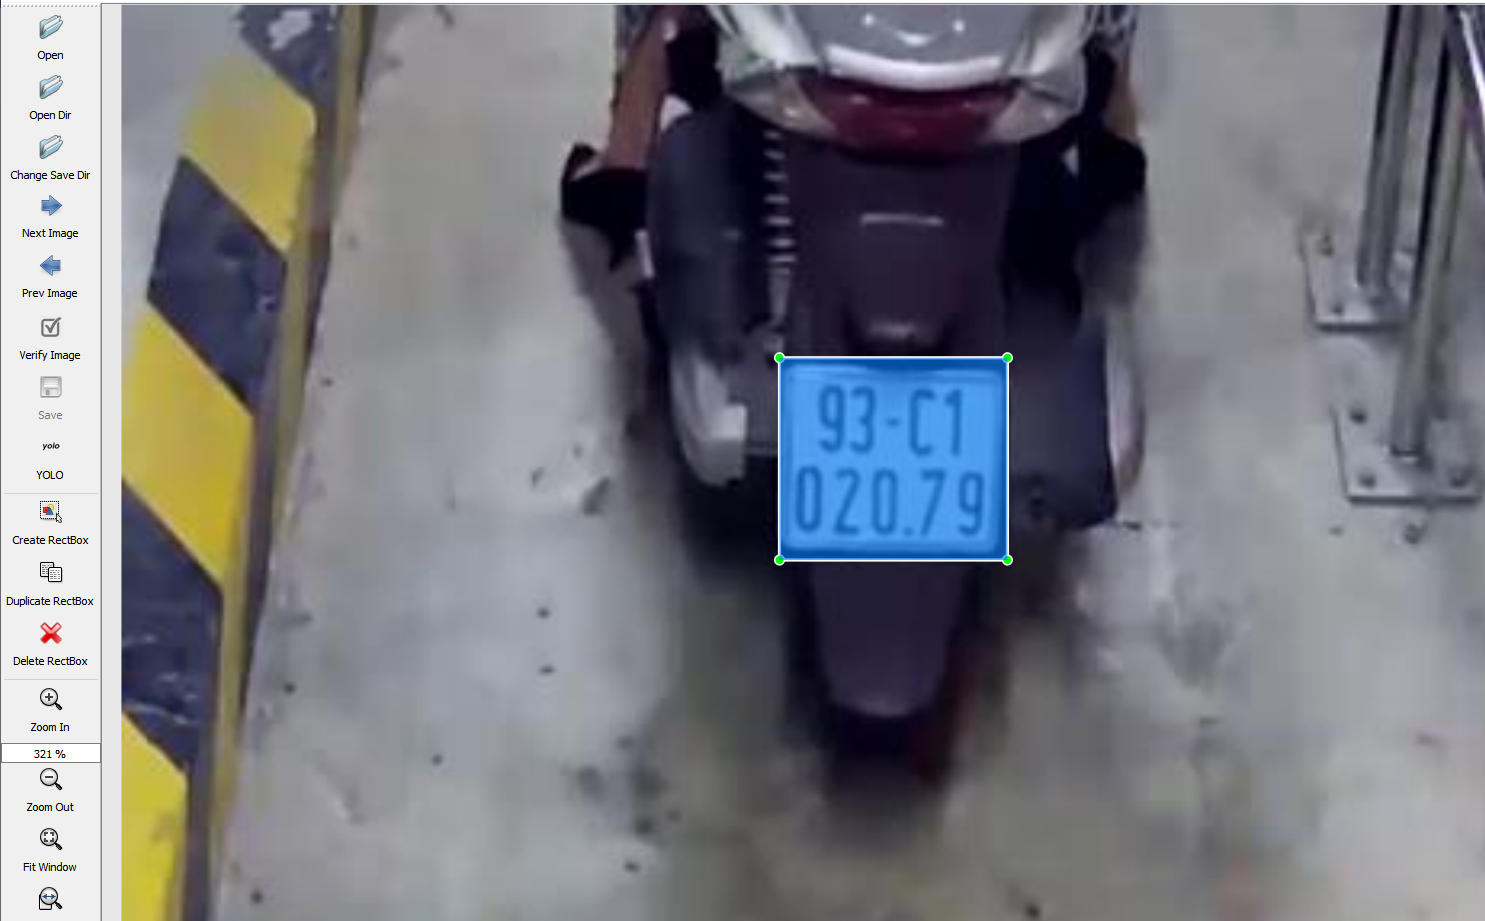 Open
Open Dir
Change Save Dir
Next Image
Prev Image
Verify Image
Save
yolo
YOLO
Create RectBox
Duplicate RectBox
Delete RectBox
Zoom In
321 %
Zoom Out
Fit Window
93-C1
020.79